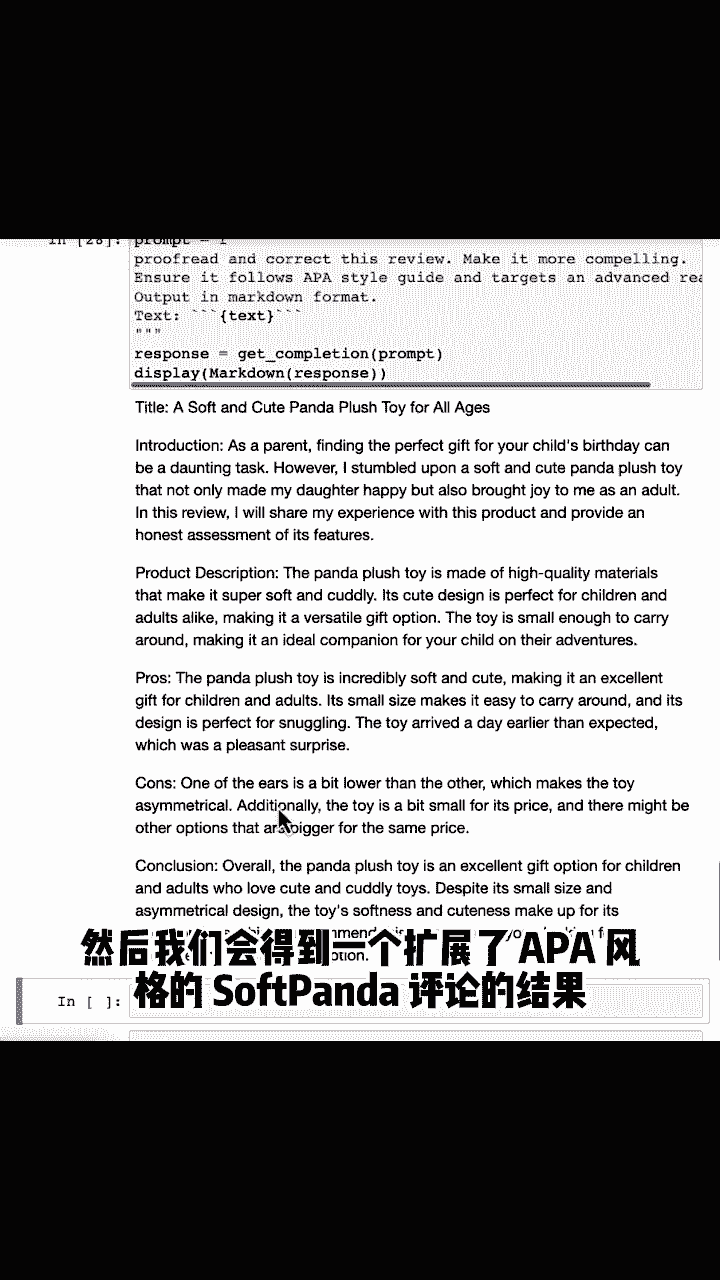 In [28]: prompt = f
proofread and correct this review. Make it more compelling.
Ensure it follows APA style guide and targets an advanced rea
Output in markdown format.
Text: ```{text}```
"""
response = get_completion(prompt)
display(Markdown(response))
Title: A Soft and Cute Panda Plush Toy for All Ages
Introduction: As a parent, finding the perfect gift for your child's birthday can
be a daunting task. However, I stumbled upon a soft and cute panda plush toy
that not only made my daughter happy but also brought joy to me as an adult.
In this review, I will share my experience with this product and provide an
honest assessment of its features.
Product Description: The panda plush toy is made of high-quality materials
that make it super soft and cuddly. Its cute design is perfect for children and
adults alike, making it a versatile gift option. The toy is small enough to carry
around, making it an ideal companion for your child on their adventures.
Pros: The panda plush toy is incredibly soft and cute, making it an excellent
gift for children and adults. Its small size makes it easy to carry around, and its
design is perfect for snuggling. The toy arrived a day earlier than expected,
which was a pleasant surprise.
Cons: One of the ears is a bit lower than the other, which makes the toy
asymmetrical. Additionally, the toy is a bit small for its price, and there might be
other options that are bigger for the same price.
Conclusion: Overall, the panda plush toy is an excellent gift option for children
and adults who love cute and cuddly toys. Despite its small size and
asymmetrical design, the toy's softness and cuteness make up for its
然后我们会得到一个扩展了 APA 风
格的 SoftPanda 评论的结果
In [ ]: